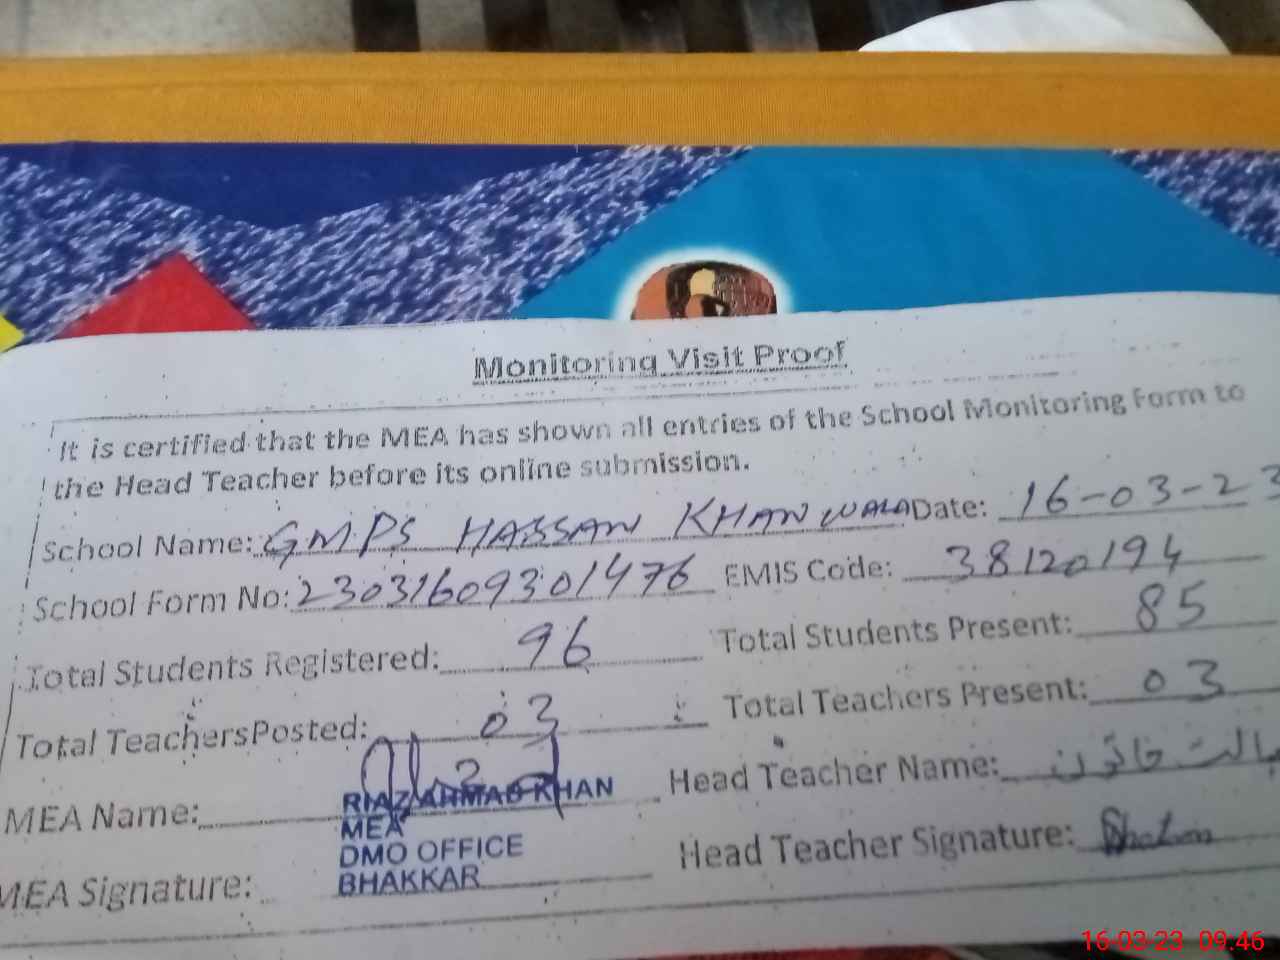 Monitoring Visit Proof
It is certified that the MEA has shown all entries of the School Monitoring Form to
the Head Teacher before its online submission.
School Name: GMPS HASSAN KHAN WALA Date: 16-03-23
School Form No: 23031609301476 EMIS Code: 38120194
Total Students Registered: 96 Total Students Present: 85
Total Teachers Posted: 03 Total Teachers Present: 03
MEA Name: RIAZ AHMAD KHAN Head Teacher Name: خاتون
MEA
DMO OFFICE
MEA Signature: BHAKKAR Head Teacher Signature:
16-03-23 09.46